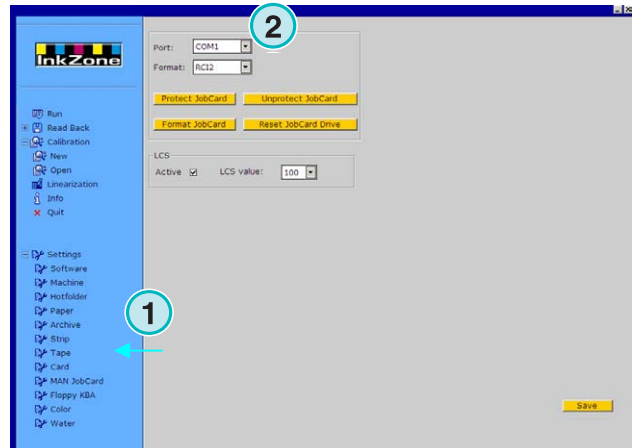 InkZone
Run
Read Back
Calibration
New
Open
Linearization
Info
Quit
Settings
Software
Machine
Hotfolder
Paper
Archive
Strip
Tape
Card
MAN JobCard
Floppy KBA
Color
Water
1
2
Port: COM1
Format: RCI2
Protect JobCard Unprotect JobCard
Format JobCard Reset JobCard Drive
LCS
Active LCS value: 100
Save